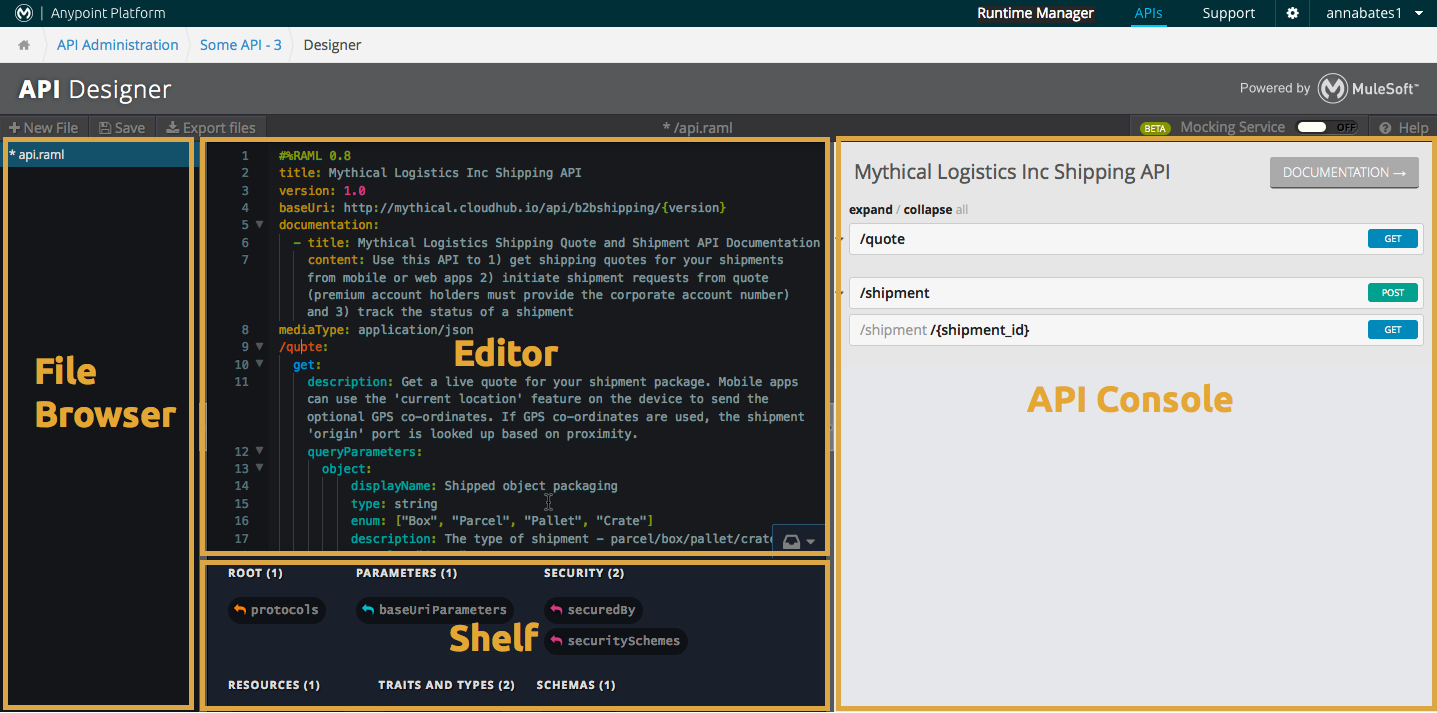 Anypoint Platform
Runtime Manager
APIs
Support
annabates1
API Administration
Some API - 3
Designer
API Designer
Powered by MuleSoft™
New File
Save
Export files
* /api.raml
BETA
Mocking Service
OFF
Help
* api.raml
File
Browser
1 #%RAML 0.8
2 title: Mythical Logistics Inc Shipping API
3 version: 1.0
4 baseUri: http://mythical.cloudhub.io/api/b2bshipping/{version}
5 documentation:
6 - title: Mythical Logistics Shipping Quote and Shipment API Documentation
7 content: Use this API to 1) get shipping quotes for your shipments
from mobile or web apps 2) initiate shipment requests from quote
(premium account holders must provide the corporate account number)
and 3) track the status of a shipment
8 mediaType: application/json
9 /quote:
10 get:
11 description: Get a live quote for your shipment package. Mobile apps
can use the 'current location' feature on the device to send the
optional GPS co-ordinates. If GPS co-ordinates are used, the shipment
'origin' port is looked up based on proximity.
12 queryParameters:
13 object:
14 displayName: Shipped object packaging
15 type: string
16 enum: ["Box", "Parcel", "Pallet", "Crate"]
17 description: The type of shipment - parcel/box/pallet/crate
Editor
ROOT (1)
PARAMETERS (1)
SECURITY (2)
protocols
baseUriParameters
securedBy
securitySchemes
Shelf
RESOURCES (1)
TRAITS AND TYPES (2)
SCHEMAS (1)
Mythical Logistics Inc Shipping API
DOCUMENTATION →
expand / collapse all
/quote
GET
/shipment
POST
/shipment /{shipment_id}
GET
API Console